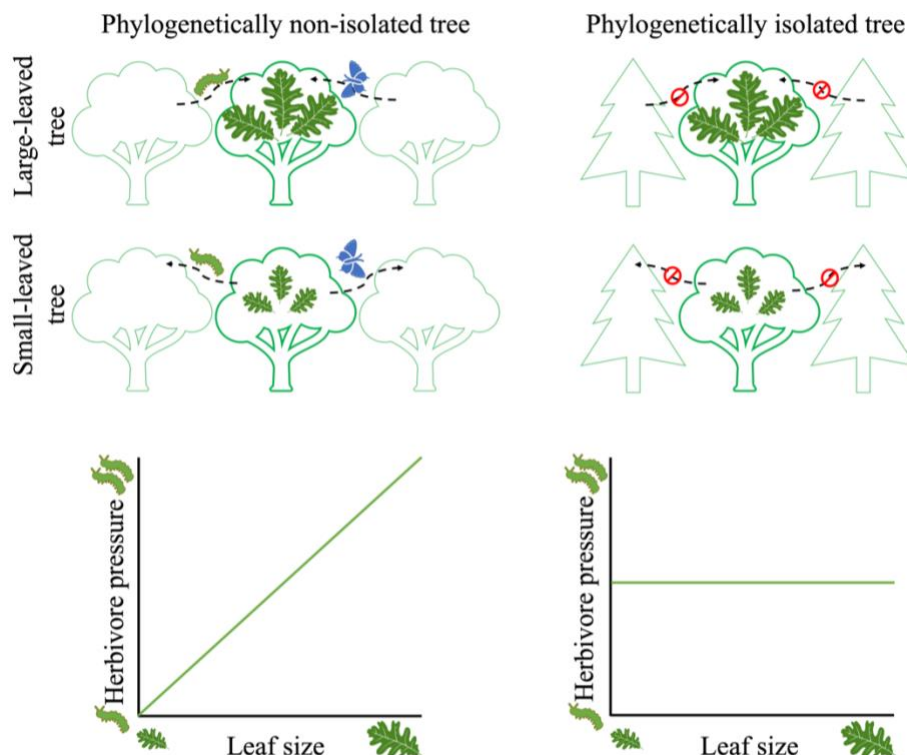 Phylogenetically non-isolated tree
Phylogenetically isolated tree
Large-leaved
tree
Small-leaved
tree
Herbivore pressure
Leaf size
Herbivore pressure
Leaf size